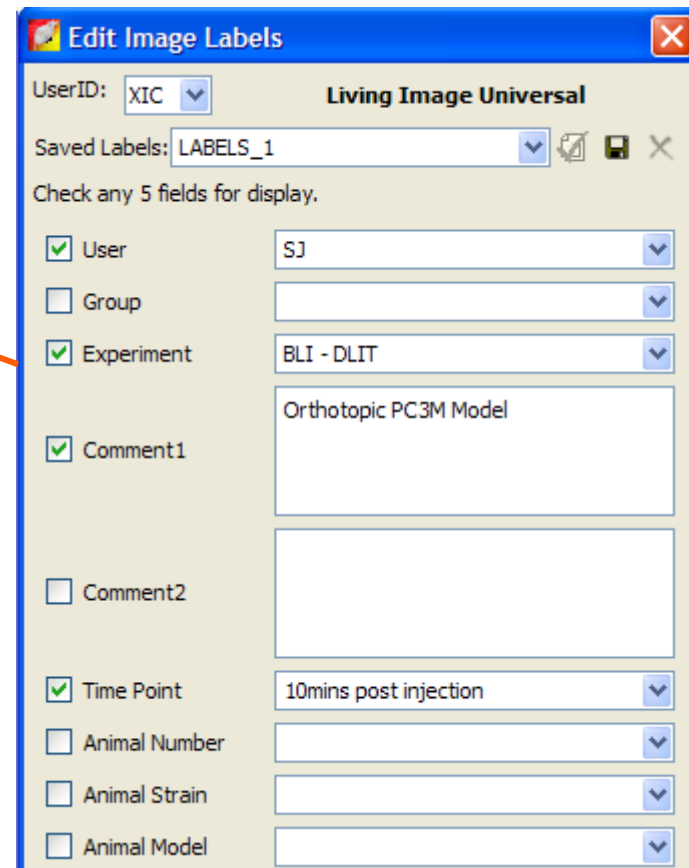 Edit Image Labels
UserID: XIC Living Image Universal
Saved Labels: LABELS_1
Check any 5 fields for display.
User SJ
Group
Experiment BLI - DLIT
Orthotopic PC3M Model
Comment1
Comment2
Time Point 10mins post injection
Animal Number
Animal Strain
Animal Model